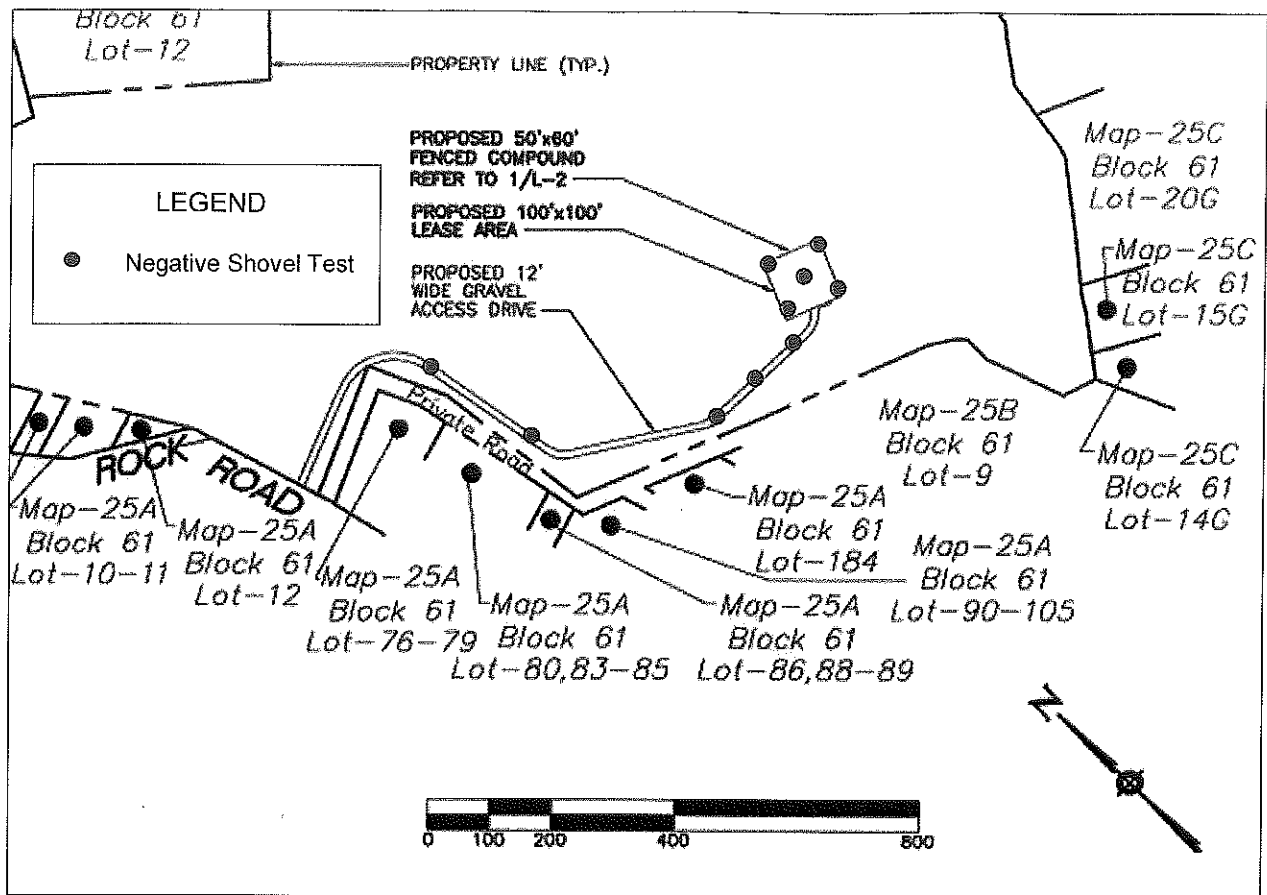 Block 61
Lot-12
PROPERTY LINE (TYP.)
PROPOSED 50'x60'
FENCED COMPOUND
REFER TO 1/L-2
PROPOSED 100'x100'
LEASE AREA
PROPOSED 12'
WIDE GRAVEL
ACCESS DRIVE
LEGEND
Negative Shovel Test
Map-25C
Block 61
Lot-20G
Map-25C
Block 61
Lot-15G
Map-25C
Block 61
Lot-14G
Map-25B
Block 61
Lot-9
Private Road
ROCK ROAD
Map-25A
Block 61
Lot-10-11
Map-25A
Block 61
Lot-12
Map-25A
Block 61
Lot-76-79
Map-25A
Block 61
Lot-80,83-85
Map-25A
Block 61
Lot-86,88-89
Map-25A
Block 61
Lot-184
Map-25A
Block 61
Lot-90-105
N
0 100 200 400 800